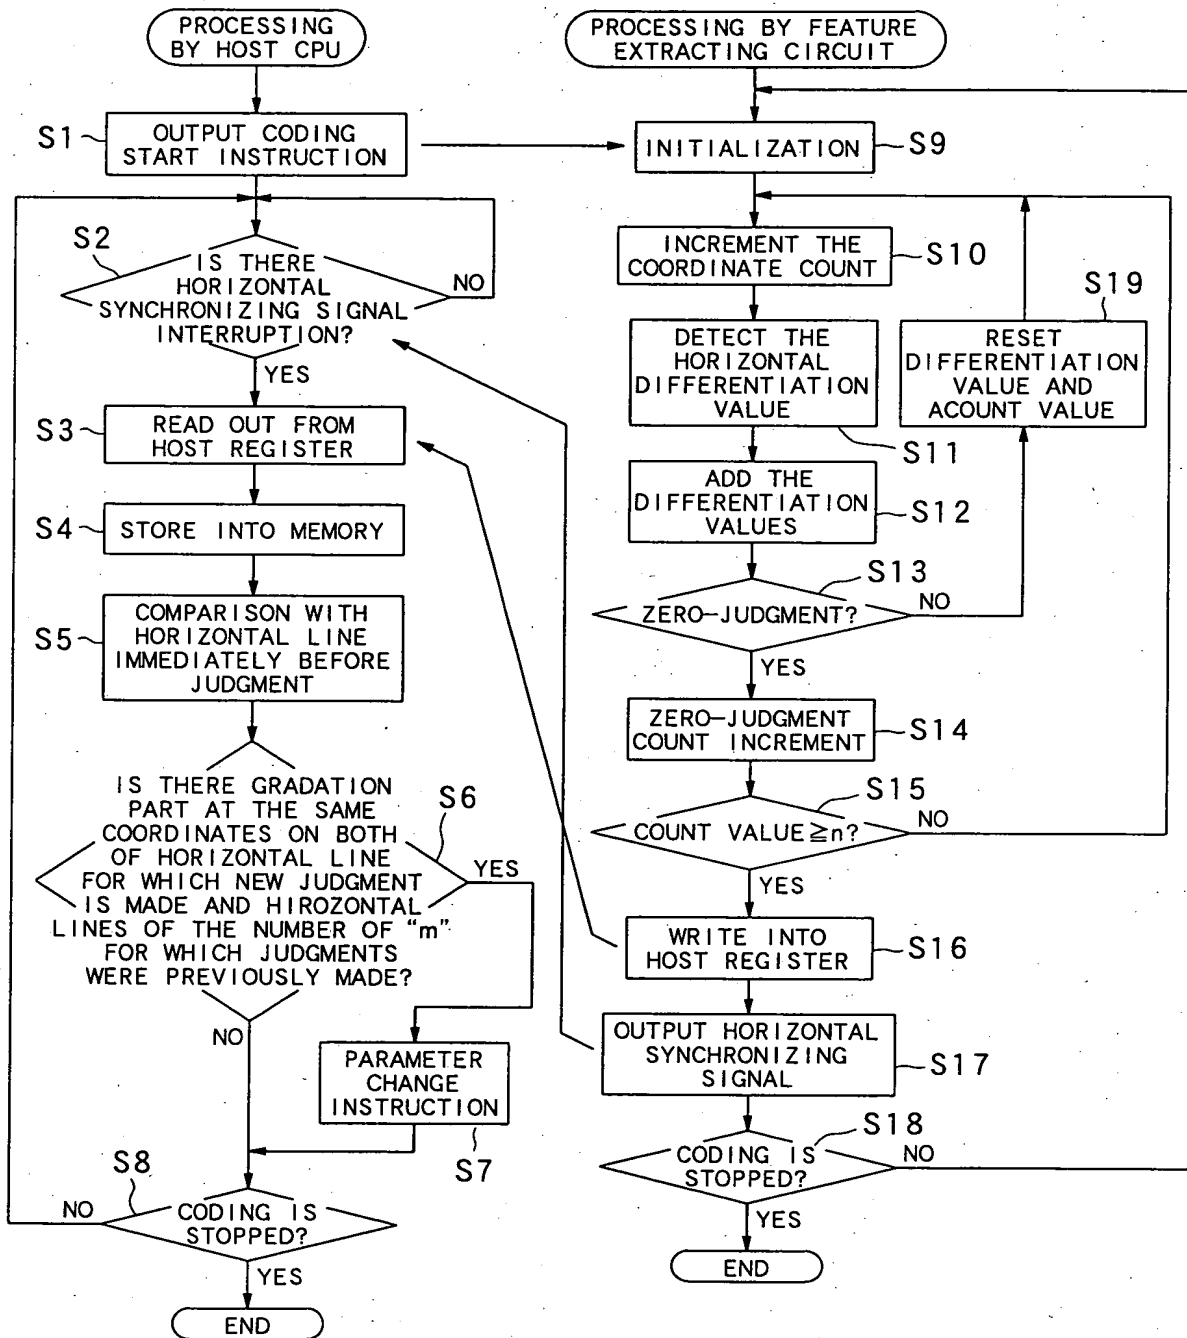 PROCESSING
BY HOST CPU
S1
OUTPUT CODING
START INSTRUCTION
S2
IS THERE
HORIZONTAL
SYNCHRONIZING SIGNAL
INTERRUPTION?
NO
YES
S3
READ OUT FROM
HOST REGISTER
S4
STORE INTO MEMORY
S5
COMPARISON WITH
HORIZONTAL LINE
IMMEDIATELY BEFORE
JUDGMENT
S6
IS THERE GRADATION
PART AT THE SAME
COORDINATES ON BOTH
OF HORIZONTAL LINE
FOR WHICH NEW JUDGMENT
IS MADE AND HIROZONTAL
LINES OF THE NUMBER OF "m"
FOR WHICH JUDGMENTS
WERE PREVIOUSLY MADE?
YES
NO
PARAMETER
CHANGE
INSTRUCTION
S7
S8
CODING IS
STOPPED?
NO
YES
END
PROCESSING BY FEATURE
EXTRACTING CIRCUIT
INITIALIZATION
S9
INCREMENT THE
COORDINATE COUNT
S10
DETECT THE
HORIZONTAL
DIFFERENTIATION
VALUE
S11
ADD THE
DIFFERENTIATION
VALUES
S12
S13
ZERO-JUDGMENT?
NO
YES
S19
RESET
DIFFERENTIATION
VALUE AND
ACOUNT VALUE
ZERO-JUDGMENT
COUNT INCREMENT
S14
S15
COUNT VALUE≧n?
NO
YES
WRITE INTO
HOST REGISTER
S16
OUTPUT HORIZONTAL
SYNCHRONIZING
SIGNAL
S17
S18
CODING IS
STOPPED?
NO
YES
END